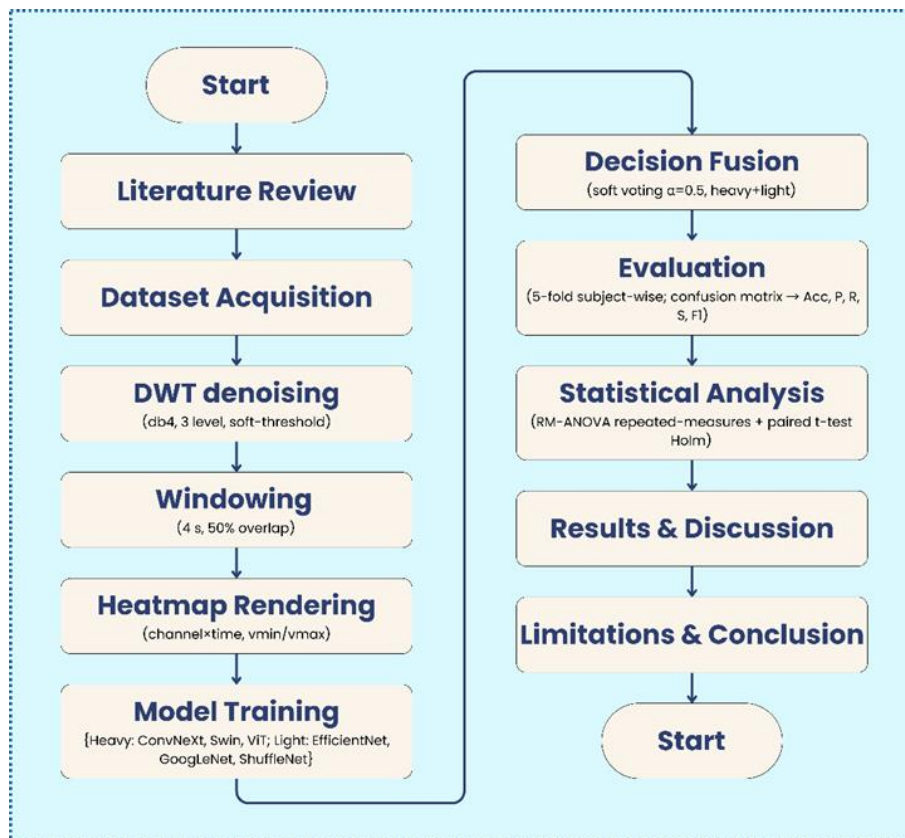 Start
Literature Review
Dataset Acquisition
DWT denoising
(db4, 3 level, soft-threshold)
Windowing
(4 s, 50% overlap)
Heatmap Rendering
(channel×time, vmin/vmax)
Model Training
{Heavy: ConvNeXt, Swin, ViT; Light: EfficientNet,
GoogLeNet, ShuffleNet}
Decision Fusion
(soft voting α=0.5, heavy+light)
Evaluation
(5-fold subject-wise; confusion matrix → Acc, P, R,
S, F1)
Statistical Analysis
(RM-ANOVA repeated-measures + paired t-test
Holm)
Results & Discussion
Limitations & Conclusion
Start